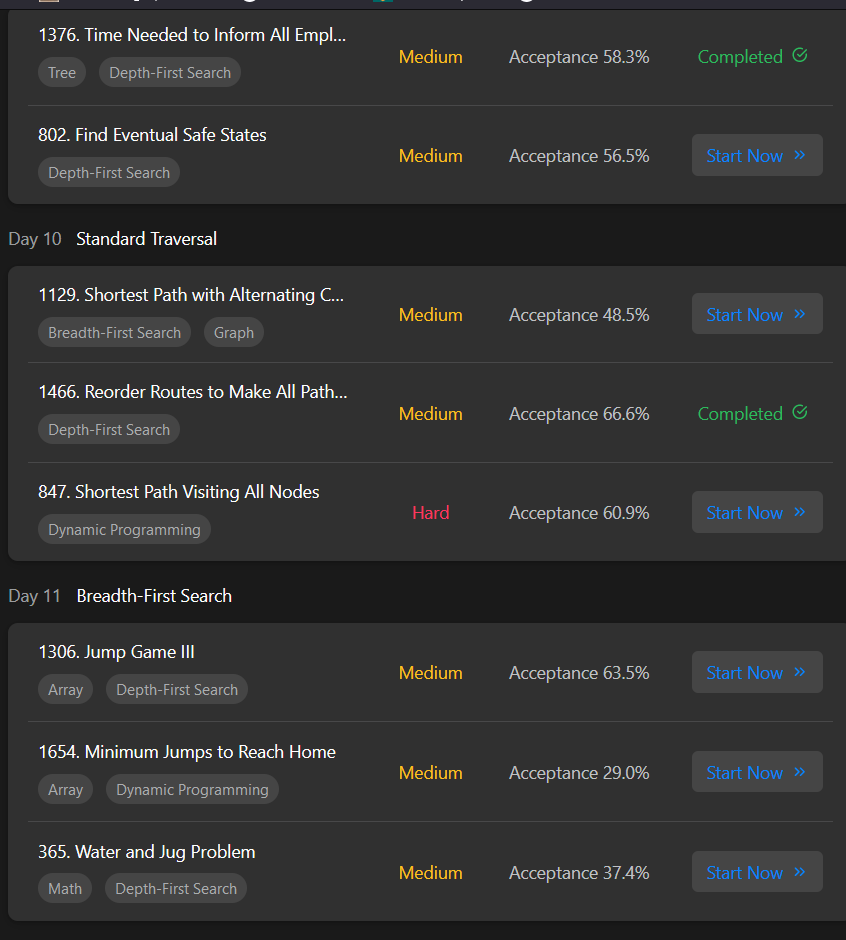 1376. Time Needed to Inform All Empl...
Medium
Acceptance 58.3%
Completed
Tree
Depth-First Search
802. Find Eventual Safe States
Medium
Acceptance 56.5%
Start Now
Depth-First Search
Day 10 Standard Traversal
1129. Shortest Path with Alternating C...
Medium
Acceptance 48.5%
Start Now
Breadth-First Search
Graph
1466. Reorder Routes to Make All Path...
Medium
Acceptance 66.6%
Completed
Depth-First Search
847. Shortest Path Visiting All Nodes
Hard
Acceptance 60.9%
Start Now
Dynamic Programming
Day 11 Breadth-First Search
1306. Jump Game III
Medium
Acceptance 63.5%
Start Now
Array
Depth-First Search
1654. Minimum Jumps to Reach Home
Medium
Acceptance 29.0%
Start Now
Array
Dynamic Programming
365. Water and Jug Problem
Medium
Acceptance 37.4%
Start Now
Math
Depth-First Search